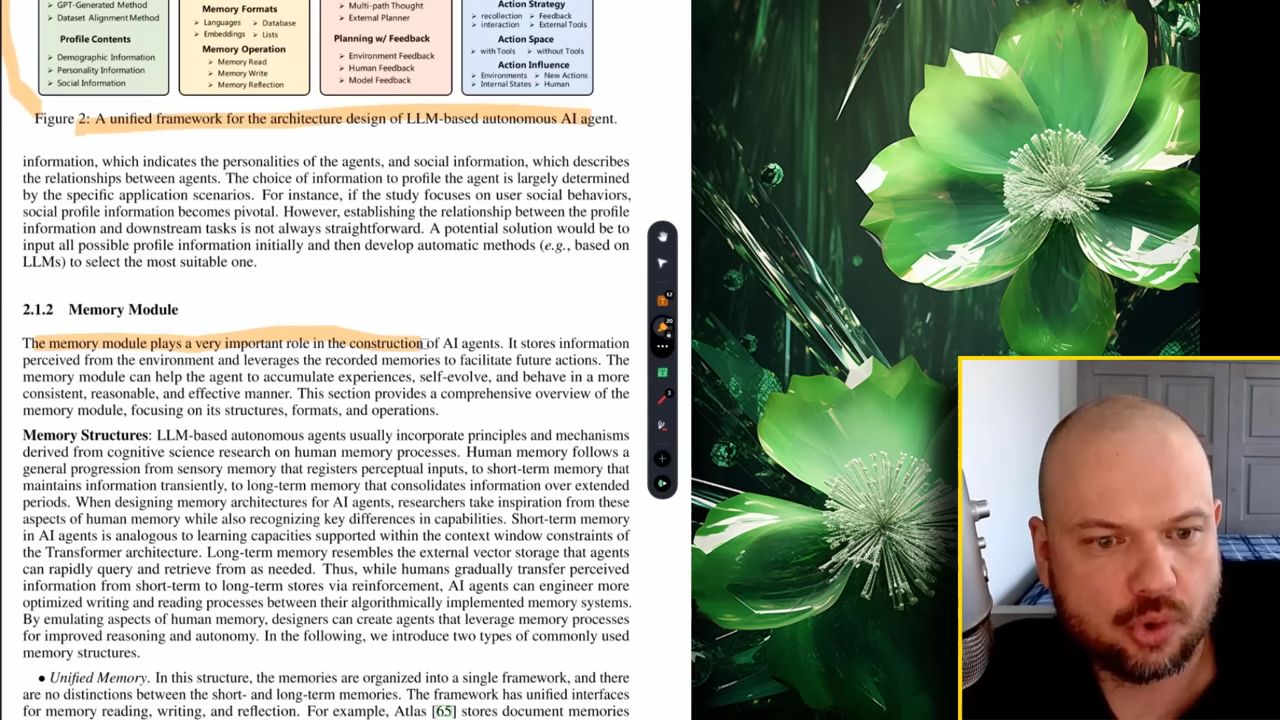 ➢ GPT-Generated Method
➢ Dataset Alignment Method
Profile Contents
➢ Demographic Information
➢ Personality Information
➢ Social Information
Memory Formats
➢ Languages ➢ Database
➢ Embeddings ➢ Lists
Memory Operation
➢ Memory Read
➢ Memory Write
➢ Memory Reflection
➢ Multi-path Thought
➢ External Planner
Planning w/ Feedback
➢ Environment Feedback
➢ Human Feedback
➢ Model Feedback
Action Strategy
➢ recollection ➢ Feedback
➢ interaction ➢ External Tools
Action Space
➢ with Tools ➢ without Tools
Action Influence
➢ Environments ➢ New Actions
➢ Internal States ➢ Human
Figure 2: A unified framework for the architecture design of LLM-based autonomous AI agent.
information, which indicates the personalities of the agents, and social information, which describes
the relationships between agents. The choice of information to profile the agent is largely determined
by the specific application scenarios. For instance, if the study focuses on user social behaviors,
social profile information becomes pivotal. However, establishing the relationship between the profile
information and downstream tasks is not always straightforward. A potential solution would be to
input all possible profile information initially and then develop automatic methods (e.g., based on
LLMs) to select the most suitable one.
2.1.2 Memory Module
The memory module plays a very important role in the construction of AI agents. It stores information
perceived from the environment and leverages the recorded memories to facilitate future actions. The
memory module can help the agent to accumulate experiences, self-evolve, and behave in a more
consistent, reasonable, and effective manner. This section provides a comprehensive overview of the
memory module, focusing on its structures, formats, and operations.
Memory Structures: LLM-based autonomous agents usually incorporate principles and mechanisms
derived from cognitive science research on human memory processes. Human memory follows a
general progression from sensory memory that registers perceptual inputs, to short-term memory that
maintains information transiently, to long-term memory that consolidates information over extended
periods. When designing memory architectures for AI agents, researchers take inspiration from these
aspects of human memory while also recognizing key differences in capabilities. Short-term memory
in AI agents is analogous to learning capacities supported within the context window constraints of
the Transformer architecture. Long-term memory resembles the external vector storage that agents
can rapidly query and retrieve from as needed. Thus, while humans gradually transfer perceived
information from short-term to long-term stores via reinforcement, AI agents can engineer more
optimized writing and reading processes between their algorithmically implemented memory systems.
By emulating aspects of human memory, designers can create agents that leverage memory processes
for improved reasoning and autonomy. In the following, we introduce two types of commonly used
memory structures.
• Unified Memory. In this structure, the memories are organized into a single framework, and there
are no distinctions between the short- and long-term memories. The framework has unified interfaces
for memory reading, writing, and reflection. For example, Atlas [65] stores document memories